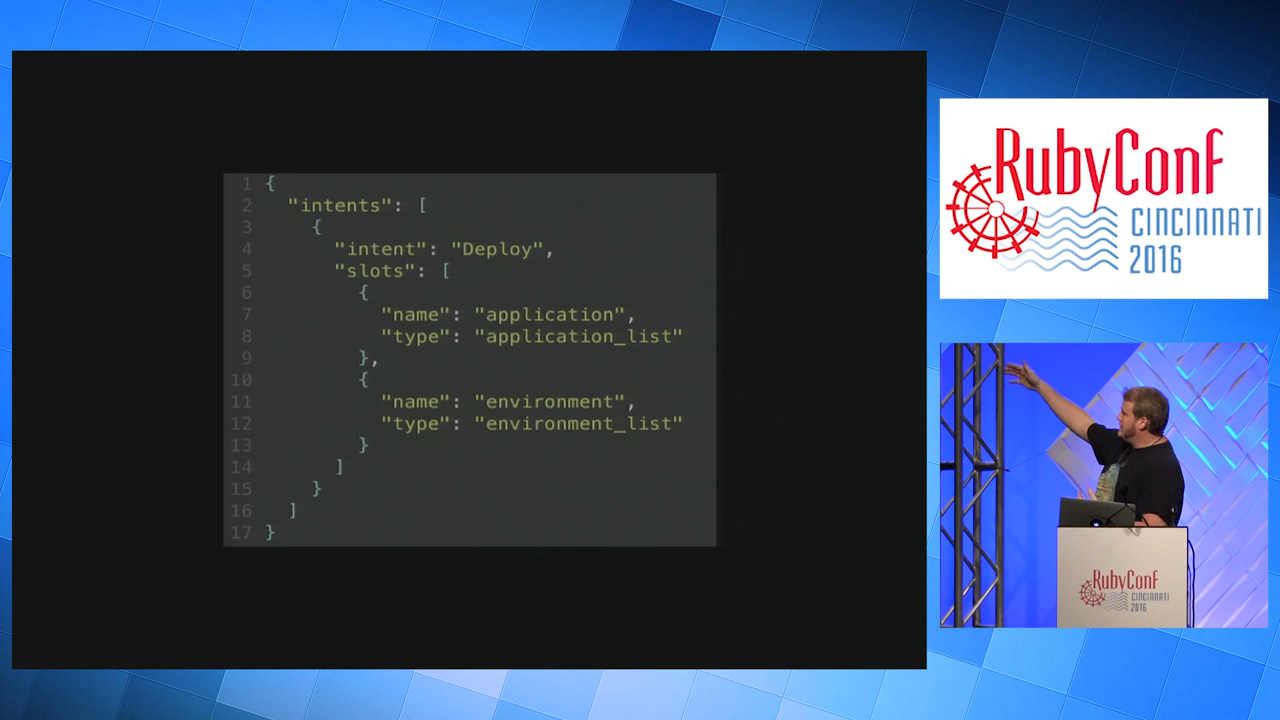 1 {
2 "intents": [
3 {
4 "intent": "Deploy",
5 "slots": [
6 {
7 "name": "application",
8 "type": "application_list"
9 },
10 {
11 "name": "environment",
12 "type": "environment_list"
13 }
14 ]
15 }
16 ]
17 }
RubyConf
CINCINNATI
2016
RubyConf
CINCINNATI
2016